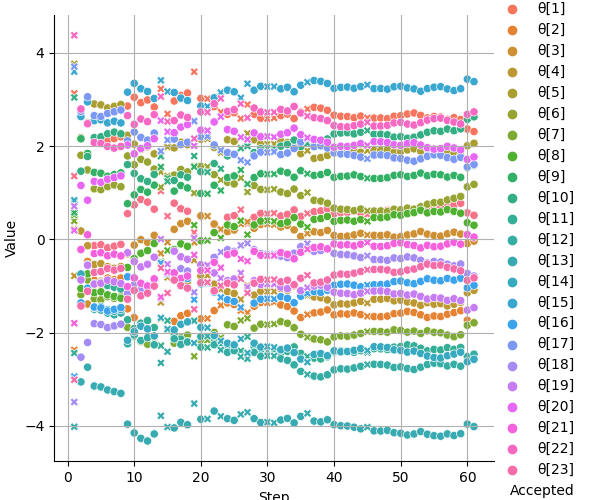 Value
4
2
0
−2
−4
0
10
20
30
40
50
60
Step
θ[1]
θ[2]
θ[3]
θ[4]
θ[5]
θ[6]
θ[7]
θ[8]
θ[9]
θ[10]
θ[11]
θ[12]
θ[13]
θ[14]
θ[15]
θ[16]
θ[17]
θ[18]
θ[19]
θ[20]
θ[21]
θ[22]
θ[23]
Accepted